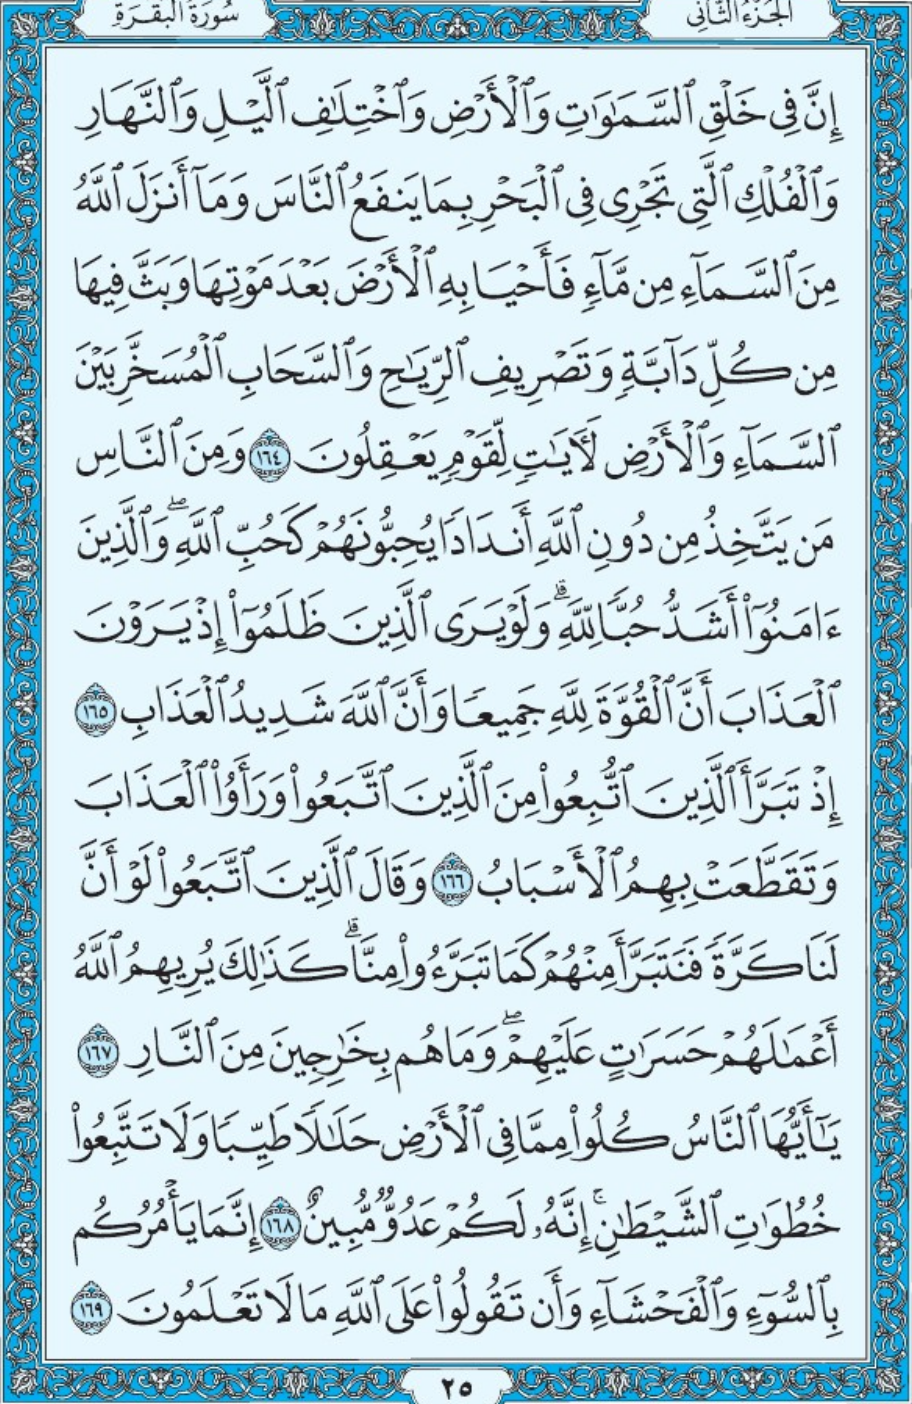 الجزء الثاني
سورة البقرة
إِنَّ فِي خَلْقِ ٱلسَّمَٰوَٰتِ وَٱلْأَرْضِ وَٱخْتِلَٰفِ ٱلَّيْلِ وَٱلنَّهَارِ
وَٱلْفُلْكِ ٱلَّتِي تَجْرِي فِي ٱلْبَحْرِ بِمَا يَنفَعُ ٱلنَّاسَ وَمَآ أَنزَلَ ٱللَّهُ
مِنَ ٱلسَّمَآءِ مِن مَّآءٍ فَأَحْيَا بِهِ ٱلْأَرْضَ بَعْدَ مَوْتِهَا وَبَثَّ فِيهَا
مِن كُلِّ دَآبَّةٍ وَتَصْرِيفِ ٱلرِّيَٰحِ وَٱلسَّحَابِ ٱلْمُسَخَّرِ بَيْنَ
ٱلسَّمَآءِ وَٱلْأَرْضِ لَأٓيَٰتٍ لِّقَوْمٍ يَعْقِلُونَ ١٦٤ وَمِنَ ٱلنَّاسِ
مَن يَتَّخِذُ مِن دُونِ ٱللَّهِ أَندَادًا يُحِبُّونَهُمْ كَحُبِّ ٱللَّهِۖ وَٱلَّذِينَ
ءَامَنُوٓا۟ أَشَدُّ حُبًّا لِّلَّهِۗ وَلَوْ يَرَى ٱلَّذِينَ ظَلَمُوٓا۟ إِذْ يَرَوْنَ
ٱلْعَذَابَ أَنَّ ٱلْقُوَّةَ لِلَّهِ جَمِيعًا وَأَنَّ ٱللَّهَ شَدِيدُ ٱلْعَذَابِ ١٦٥
إِذْ تَبَرَّأَ ٱلَّذِينَ ٱتُّبِعُوا۟ مِنَ ٱلَّذِينَ ٱتَّبَعُوا۟ وَرَأَوُا۟ ٱلْعَذَابَ
وَتَقَطَّعَتْ بِهِمُ ٱلْأَسْبَابُ ١٦٦ وَقَالَ ٱلَّذِينَ ٱتَّبَعُوا۟ لَوْ أَنَّ
لَنَا كَرَّةً فَنَتَبَرَّأَ مِنْهُمْ كَمَا تَبَرَّءُوا۟ مِنَّاۗ كَذَٰلِكَ يُرِيهِمُ ٱللَّهُ
أَعْمَٰلَهُمْ حَسَرَٰتٍ عَلَيْهِمْۖ وَمَا هُم بِخَٰرِجِينَ مِنَ ٱلنَّارِ ١٦٧
يَٰٓأَيُّهَا ٱلنَّاسُ كُلُوا۟ مِمَّا فِي ٱلْأَرْضِ حَلَٰلًا طَيِّبًا وَلَا تَتَّبِعُوا۟
خُطُوَٰتِ ٱلشَّيْطَٰنِۚ إِنَّهُۥ لَكُمْ عَدُوٌّ مُّبِينٌ ١٦٨ إِنَّمَا يَأْمُرُكُم
بِٱلسُّوٓءِ وَٱلْفَحْشَآءِ وَأَن تَقُولُوا۟ عَلَى ٱللَّهِ مَا لَا تَعْلَمُونَ ١٦٩
٢٥